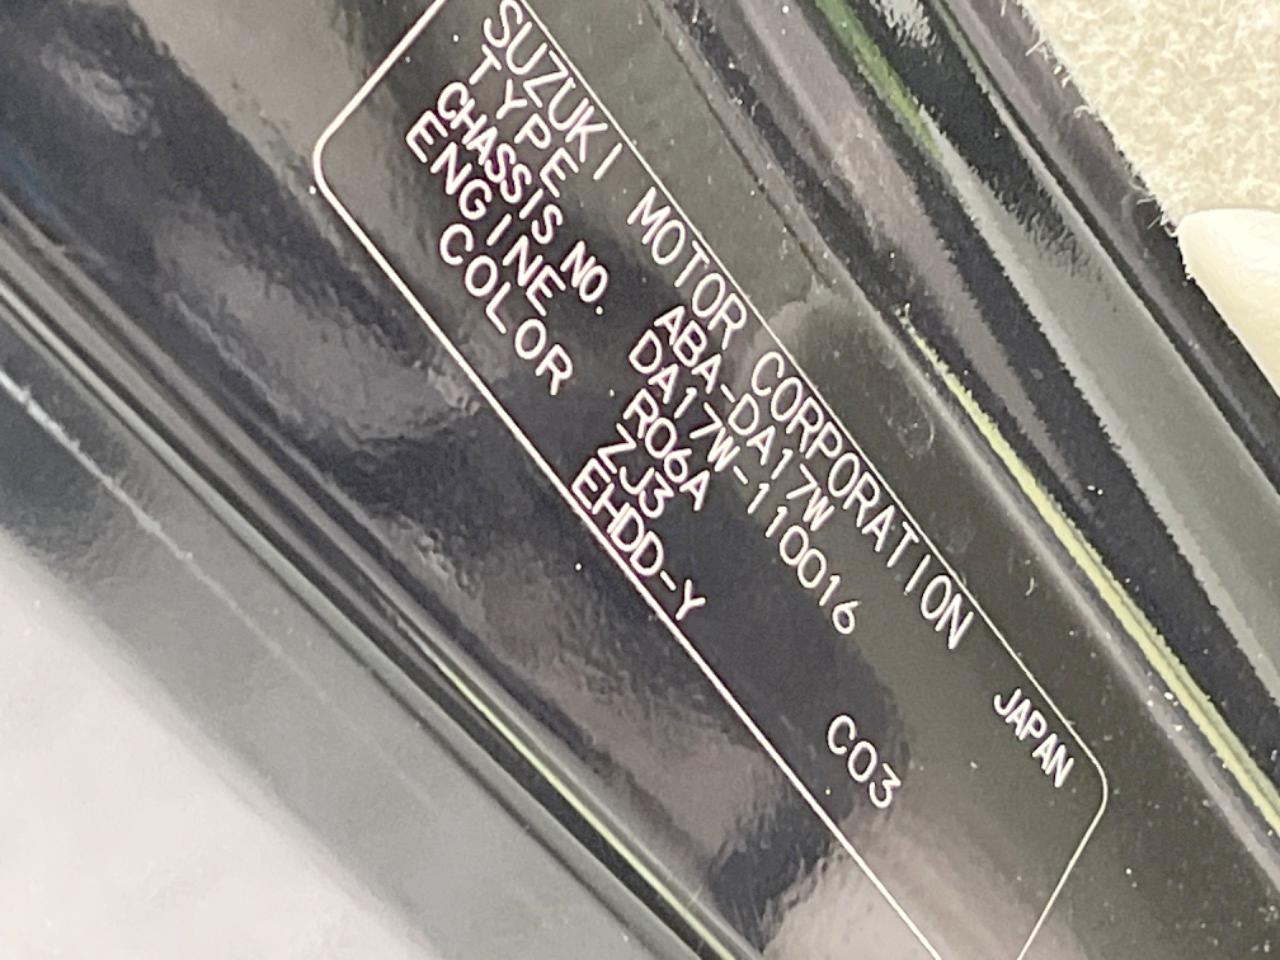 SUZUKI MOTOR CORPORATION JAPAN
TYPE ABA-DA17W
CHASSIS NO. DA17W-110016
ENGINE R06A
COLOR ZJ3 C03
EHDD-Y